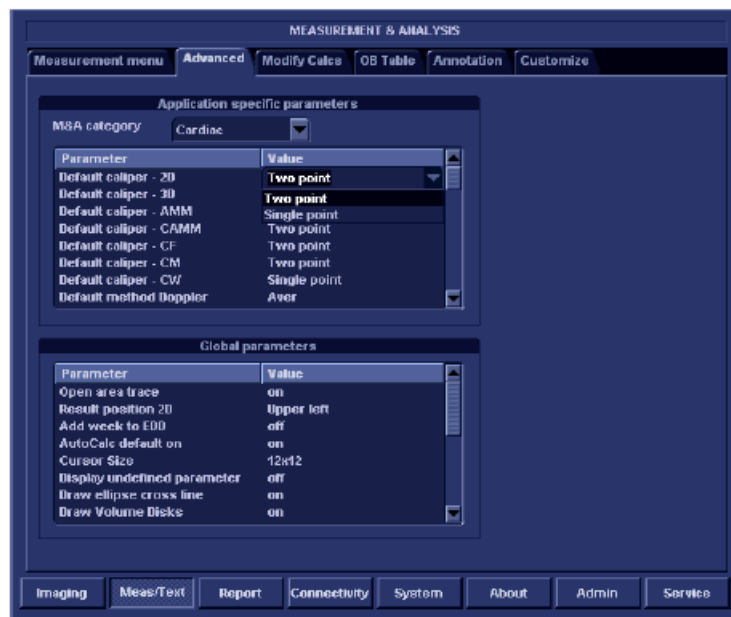 MEASUREMENT & ANALYSIS
Measurement menu Advanced Modify Calcs OB Table Annotation Customize
Application specific parameters
M&A category Cardiac
Parameter Value
Default caliper - 2D Two point
Default caliper - 3D Two point
Default caliper - AMM Single point
Default caliper - CAMM Two point
Default caliper - CF Two point
Default caliper - CM Two point
Default caliper - CW Single point
Default method Doppler Aver
Global parameters
Parameter Value
Open area trace on
Result position 2D Upper left
Add week to EDD off
AutoCalc default on on
Cursor Size 12x12
Display undefined parameter off
Draw ellipse cross line on
Draw Volume Disks on
Imaging Meas/Text Report Connectivity System About Admin Service